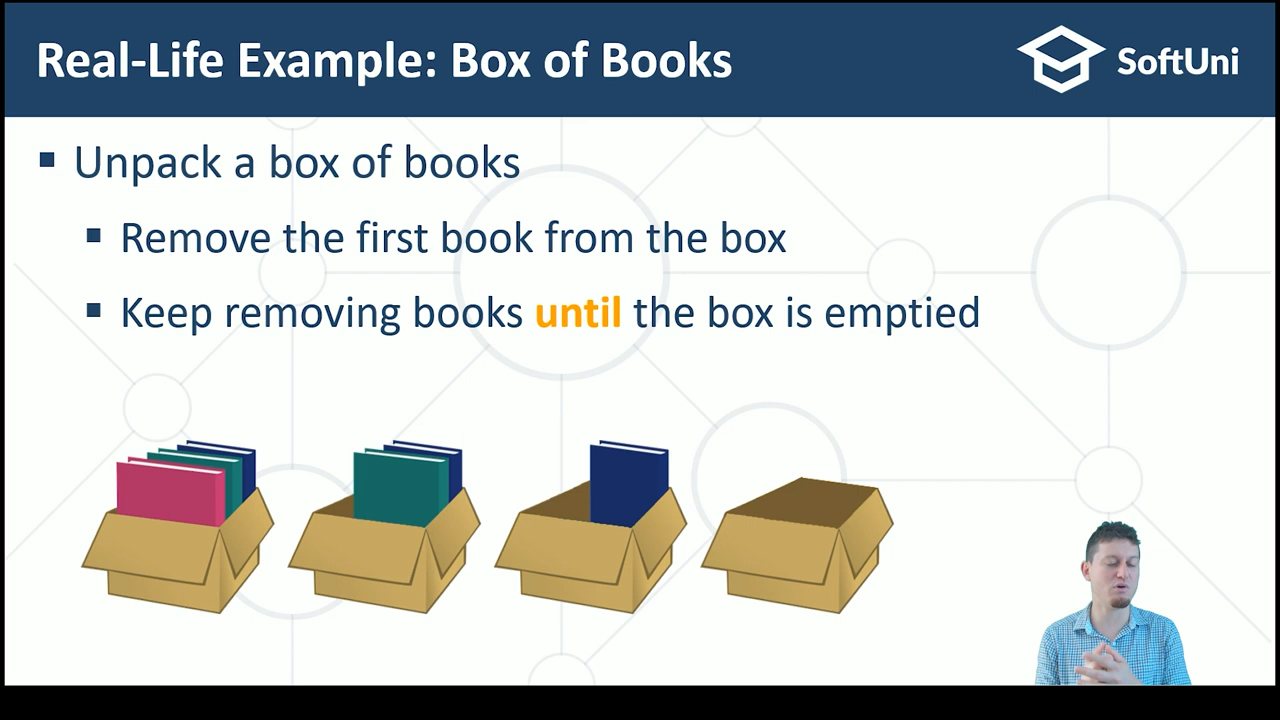 Real-Life Example: Box of Books
SoftUni
▪ Unpack a box of books
▪ Remove the first book from the box
▪ Keep removing books until the box is emptied